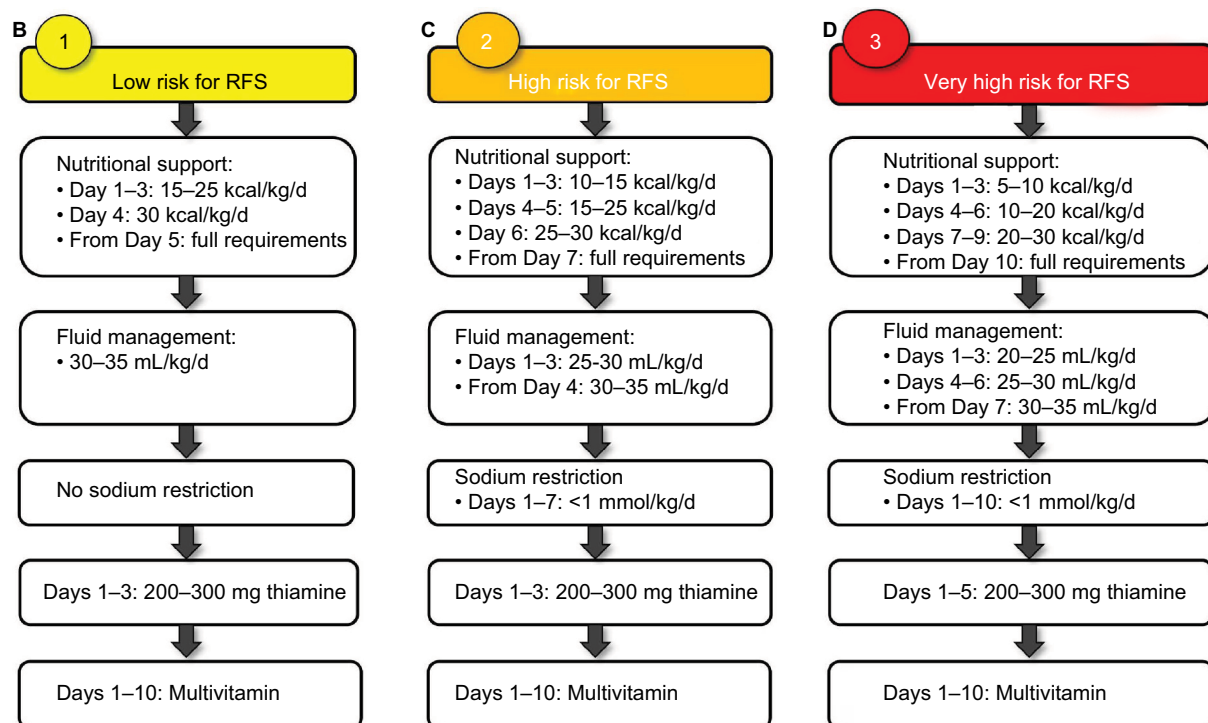 B
1
Low risk for RFS
Nutritional support:
• Day 1–3: 15–25 kcal/kg/d
• Day 4: 30 kcal/kg/d
• From Day 5: full requirements
Fluid management:
• 30–35 mL/kg/d
No sodium restriction
Days 1–3: 200–300 mg thiamine
Days 1–10: Multivitamin
C
2
High risk for RFS
Nutritional support:
• Days 1–3: 10–15 kcal/kg/d
• Days 4–5: 15–25 kcal/kg/d
• Day 6: 25–30 kcal/kg/d
• From Day 7: full requirements
Fluid management:
• Days 1–3: 25-30 mL/kg/d
• From Day 4: 30–35 mL/kg/d
Sodium restriction
• Days 1–7: <1 mmol/kg/d
Days 1–3: 200–300 mg thiamine
Days 1–10: Multivitamin
D
3
Very high risk for RFS
Nutritional support:
• Days 1–3: 5–10 kcal/kg/d
• Days 4–6: 10–20 kcal/kg/d
• Days 7–9: 20–30 kcal/kg/d
• From Day 10: full requirements
Fluid management:
• Days 1–3: 20–25 mL/kg/d
• Days 4–6: 25–30 mL/kg/d
• From Day 7: 30–35 mL/kg/d
Sodium restriction
• Days 1–10: <1 mmol/kg/d
Days 1–5: 200–300 mg thiamine
Days 1–10: Multivitamin